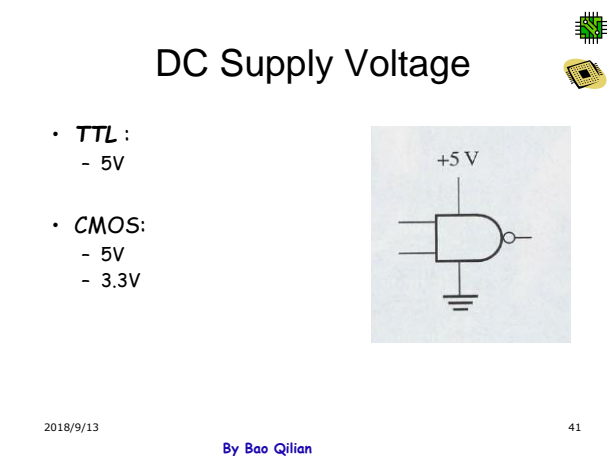 DC Supply Voltage
• TTL :
– 5V
• CMOS:
– 5V
– 3.3V
+5 V
2018/9/13
41
By Bao Qilian